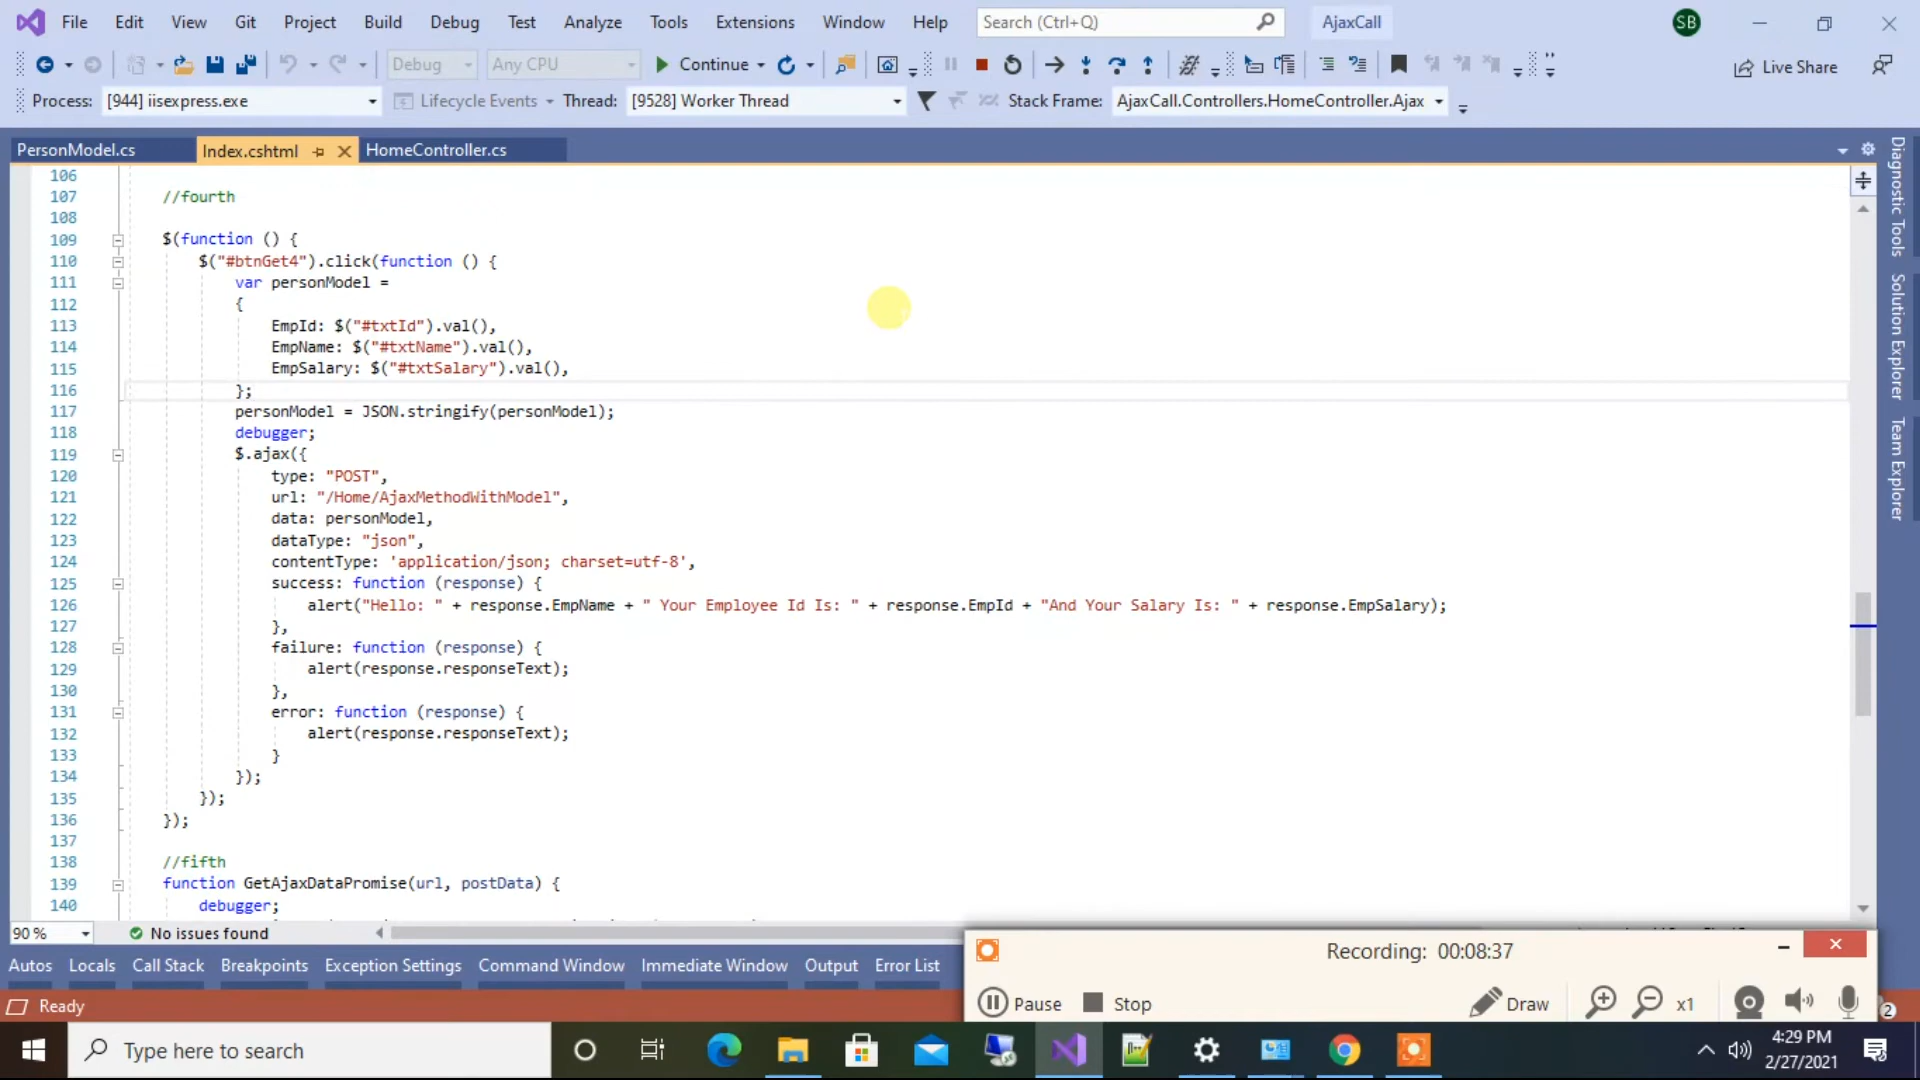 File Edit View Git Project Build Debug Test Analyze Tools Extensions Window Help Search (Ctrl+Q) AjaxCall SB
Debug Any CPU Continue Live Share
Process: [944] iisexpress.exe Lifecycle Events Thread: [9528] Worker Thread Stack Frame: AjaxCall.Controllers.HomeController.Ajax
PersonModel.cs Index.cshtml HomeController.cs
Diagnostic Tools
Solution Explorer
Team Explorer
106
107 //fourth
108
109 $(function () {
110 $("#btnGet4").click(function () {
111 var personModel =
112 {
113 EmpId: $("#txtId").val(),
114 EmpName: $("#txtName").val(),
115 EmpSalary: $("#txtSalary").val(),
116 };
117 personModel = JSON.stringify(personModel);
118 debugger;
119 $.ajax({
120 type: "POST",
121 url: "/Home/AjaxMethodWithModel",
122 data: personModel,
123 dataType: "json",
124 contentType: 'application/json; charset=utf-8',
125 success: function (response) {
126 alert("Hello: " + response.EmpName + " Your Employee Id Is: " + response.EmpId + "And Your Salary Is: " + response.EmpSalary);
127 },
128 failure: function (response) {
129 alert(response.responseText);
130 },
131 error: function (response) {
132 alert(response.responseText);
133 }
134 });
135 });
136 });
137
138 //fifth
139 function GetAjaxDataPromise(url, postData) {
140 debugger;
90 % No issues found
Autos Locals Call Stack Breakpoints Exception Settings Command Window Immediate Window Output Error List
Ready
Recording: 00:08:37
Pause Stop Draw x1 2
Type here to search
4:29 PM
2/27/2021